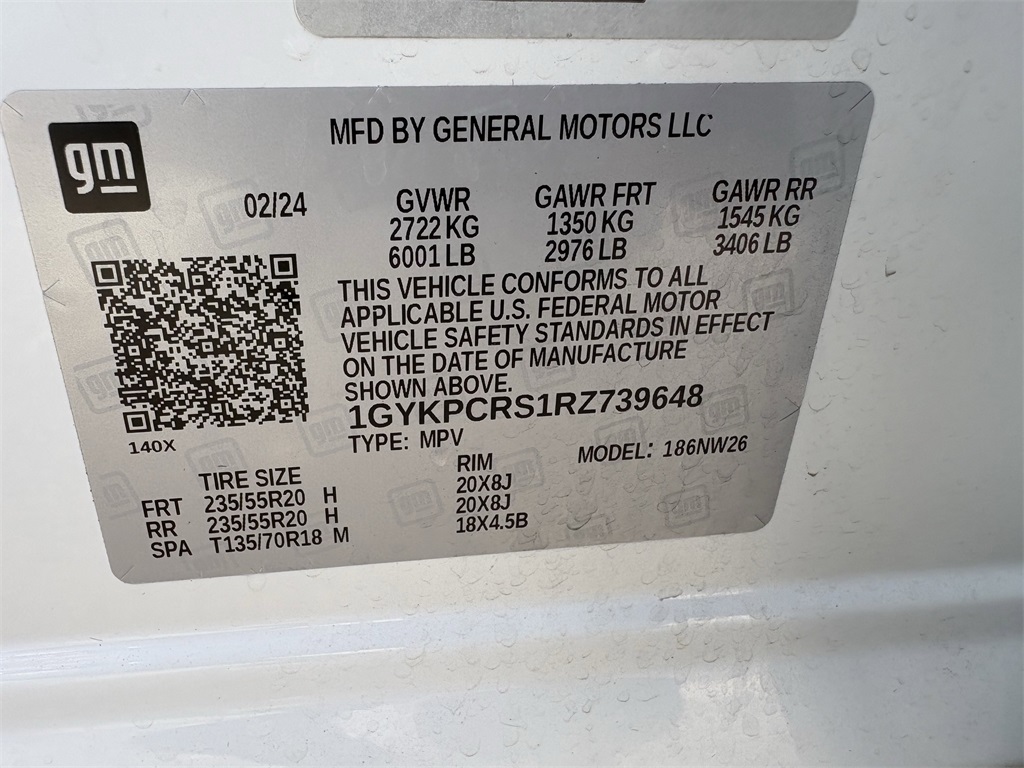 gm
MFD BY GENERAL MOTORS LLC
02/24
GVWR GAWR FRT GAWR RR
2722 KG 1350 KG 1545 KG
6001 LB 2976 LB 3406 LB
THIS VEHICLE CONFORMS TO ALL
APPLICABLE U.S. FEDERAL MOTOR
VEHICLE SAFETY STANDARDS IN EFFECT
ON THE DATE OF MANUFACTURE
SHOWN ABOVE.
1GYKPCRS1RZ739648
140X
TYPE: MPV MODEL: 186NW26
TIRE SIZE RIM
FRT 235/55R20 H 20X8J
RR 235/55R20 H 20X8J
SPA T135/70R18 M 18X4.5B